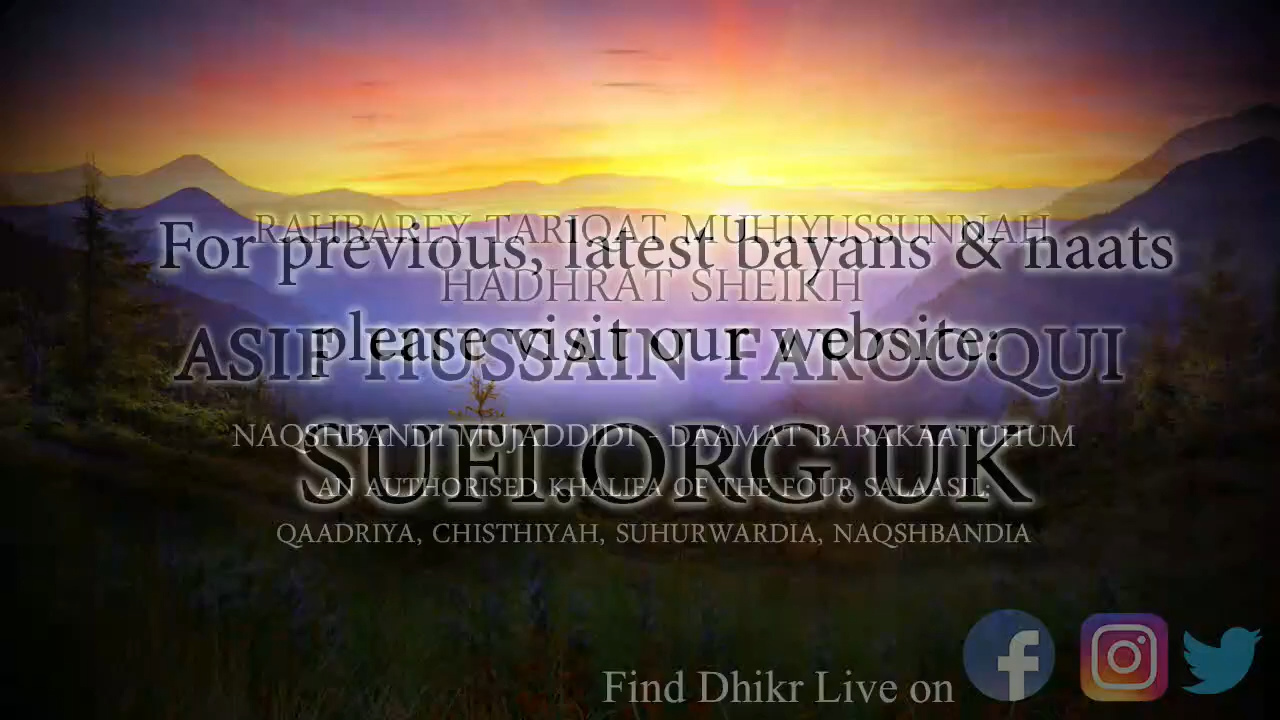 RAHBAREY TARIQAT MUHIYUSSUNNAH
For previous, latest bayans & naats
HADHRAT SHEIKH
please visit our website:
ASIF HUSSAIN FAROOQUI
NAQSHBANDI MUJADDIDI - DAAMAT BARAKAATUHUM
SUFI.ORG.UK
AN AUTHORISED KHALIFA OF THE FOUR SALAASIL:
QAADRIYA, CHISTHIYAH, SUHURWARDIA, NAQSHBANDIA
Find Dhikr Live on